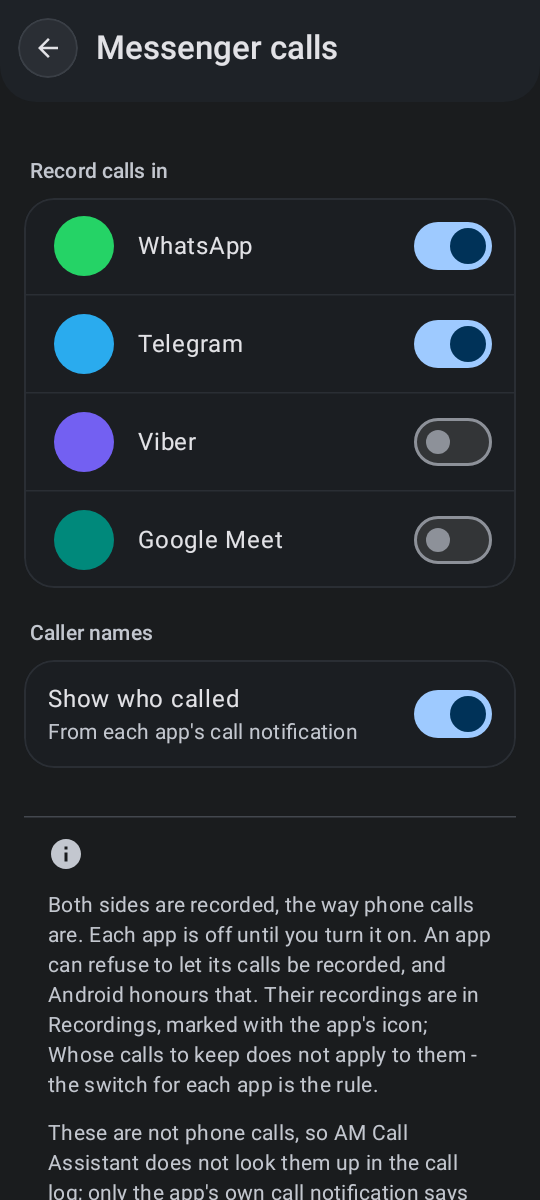 Messenger calls
Record calls in
WhatsApp
Telegram
Viber
Google Meet
Caller names
Show who called
From each app's call notification
Both sides are recorded, the way phone calls
are. Each app is off until you turn it on. An app
can refuse to let its calls be recorded, and
Android honours that. Their recordings are in
Recordings, marked with the app's icon;
Whose calls to keep does not apply to them -
the switch for each app is the rule.
These are not phone calls, so AM Call
Assistant does not look them up in the call
log; only the app's own call notification says